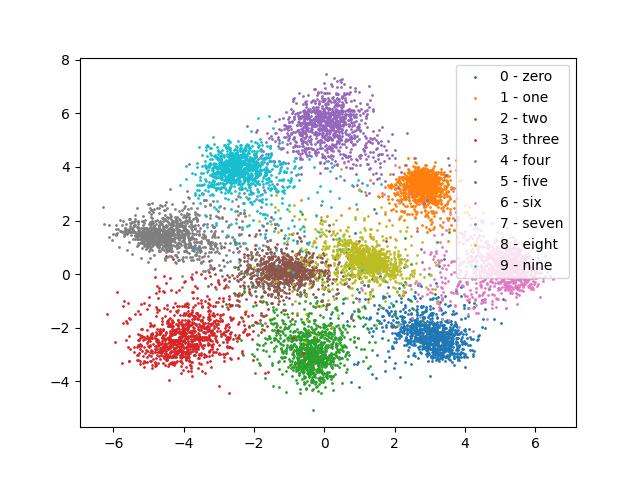 8
6
4
2
0
−2
−4
−6
−4
−2
0
2
4
6
0 - zero
1 - one
2 - two
3 - three
4 - four
5 - five
6 - six
7 - seven
8 - eight
9 - nine